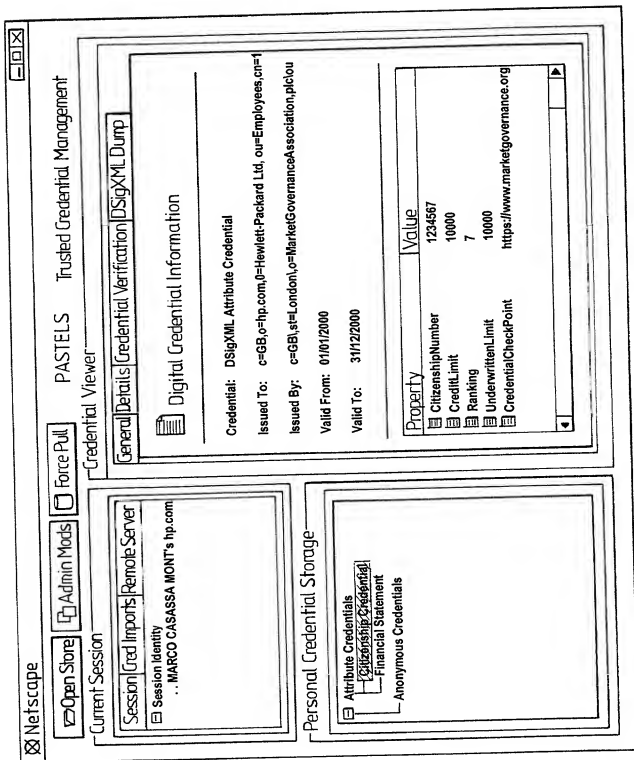 Netscape
Open Store Admin Mods Force Pull PASTELS Trusted Credential Management
Current Session
Session Cred Imports Remote Server
Session Identity
. . MARCO CASASSA MONT's hp.com
Personal Credential Storage
Attribute Credentials
Citizenship Credential
Financial Statement
Anonymous Credentials
Credential Viewer
General Details Credential Verification DSigXML Dump
Digital Credential Information
Credential: DSigXML Attribute Credential
Issued To: c=GB,o=hp.com,0=Hewlett-Packard Ltd, ou=Employees,cn=1
Issued By: c=GB\,st=London\,o=MarketGovernanceAssociation,plclou
Valid From: 01/01/2000
Valid To: 31/12/2000
Property Value
CitizenshipNumber 1234567
CreditLimit 10000
Ranking 7
UnderwrittenLimit 10000
CredentialCheckPoint https://www.marketgovernance.org